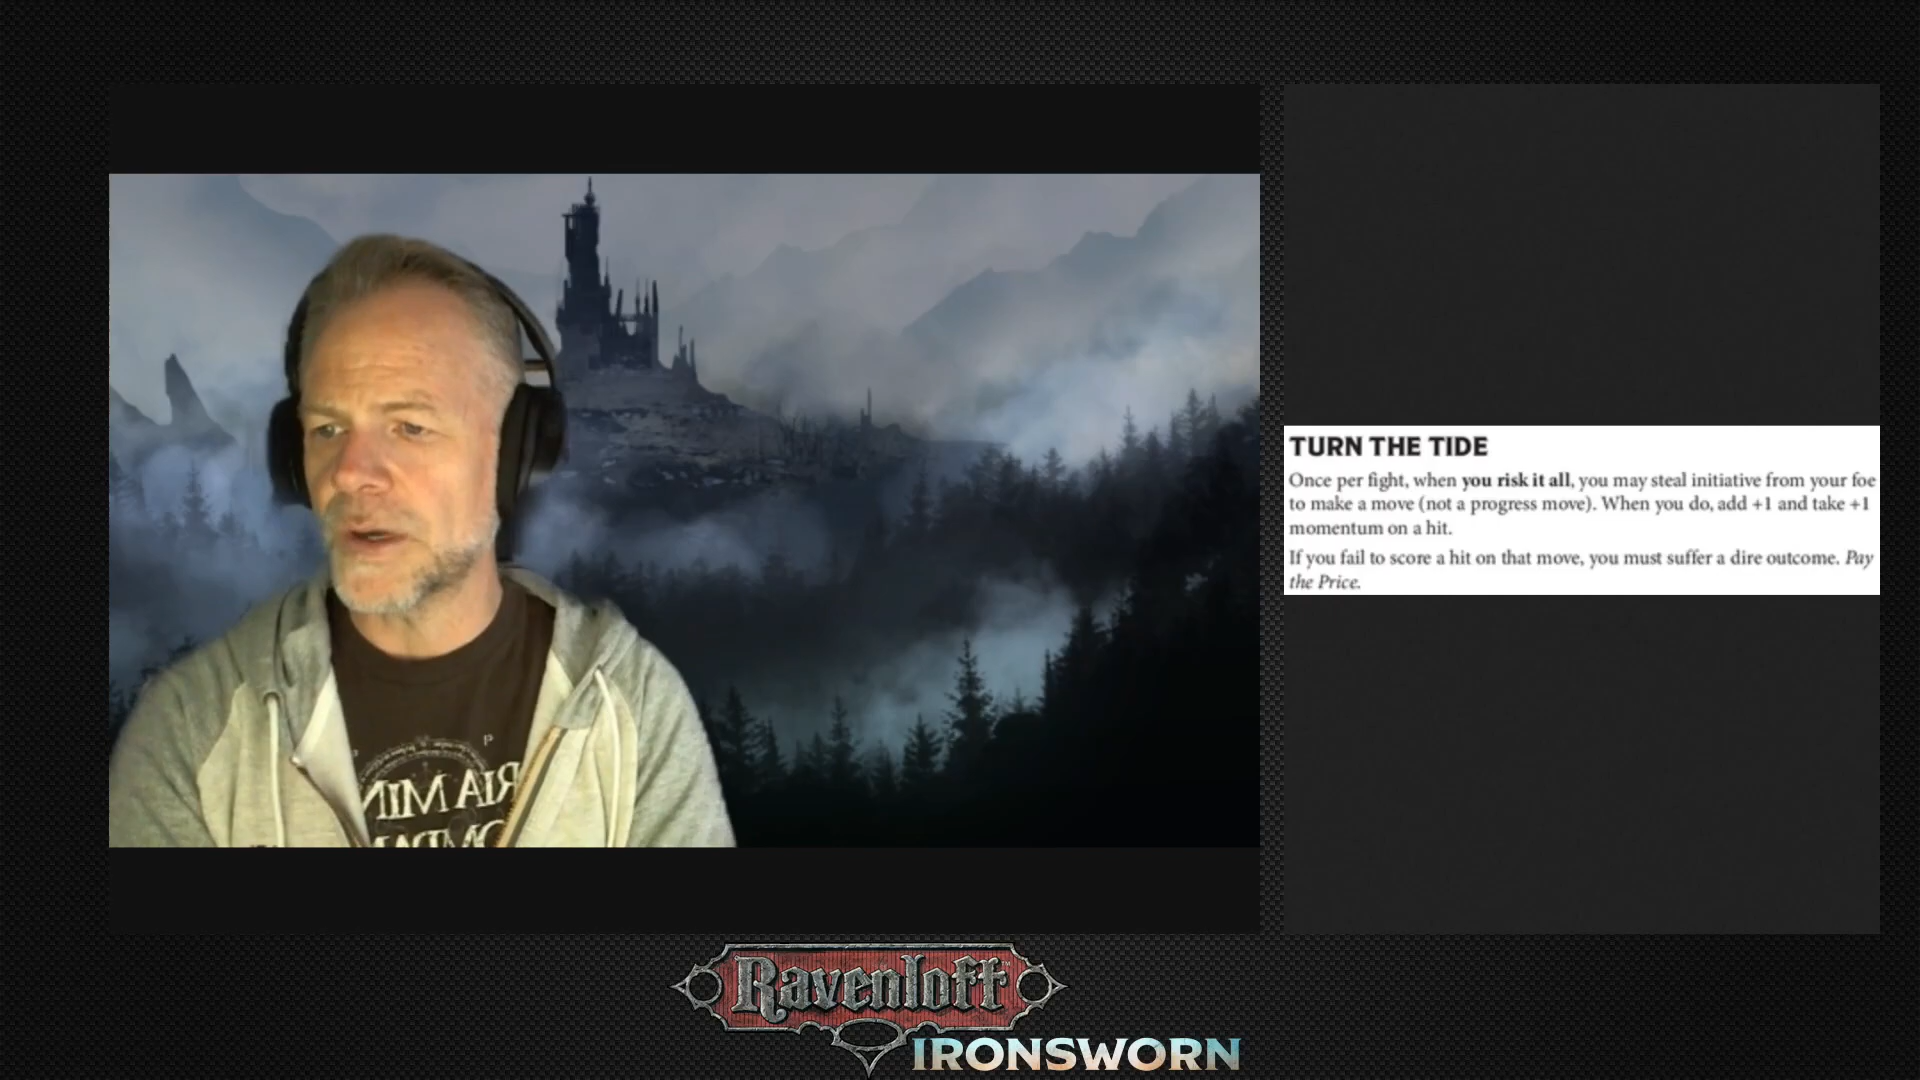 TURN THE TIDE
Once per fight, when you risk it all, you may steal initiative from your foe
to make a move (not a progress move). When you do, add +1 and take +1
momentum on a hit.
If you fail to score a hit on that move, you must suffer a dire outcome. Pay
the Price.
Ravenloft
IRONSWORN